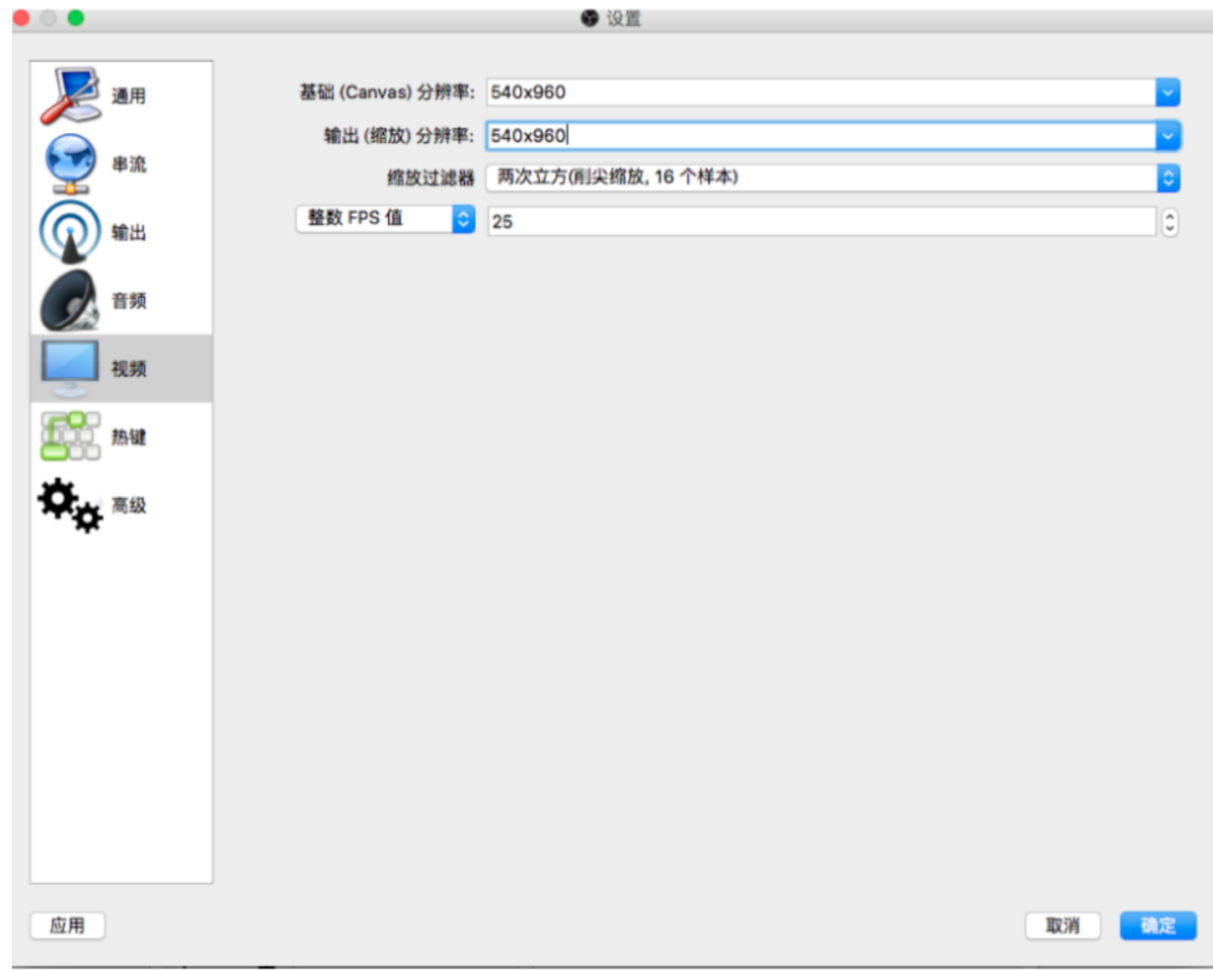 设置
通用
串流
输出
音频
视频
热键
高级
基础 (Canvas) 分辨率: 540x960
输出 (缩放) 分辨率: 540x960
缩放过滤器 两次立方(削尖缩放, 16 个样本)
整数 FPS 值 25
应用
取消
确定